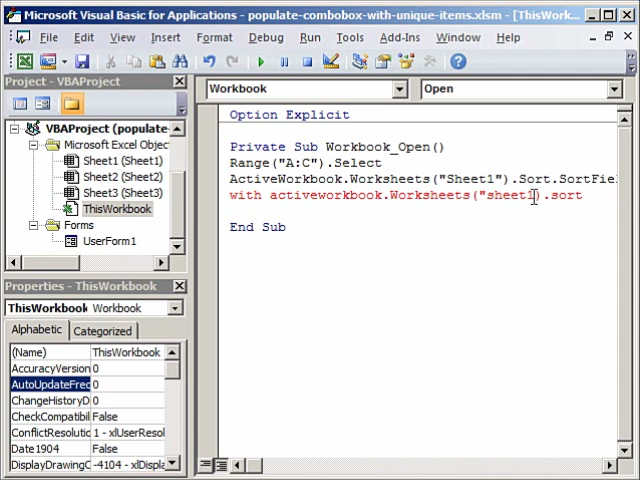 Microsoft Visual Basic for Applications - populate-combobox-with-unique-items.xlsm - [ThisWork...
File Edit View Insert Format Debug Run Tools Add-Ins Window Help
Project - VBAProject
VBAProject (populate-
Microsoft Excel Objec
Sheet1 (Sheet1)
Sheet2 (Sheet2)
Sheet3 (Sheet3)
ThisWorkbook
Forms
UserForm1
Properties - ThisWorkbook
ThisWorkbook Workbook
Alphabetic Categorized
(Name) ThisWorkbook
AccuracyVersion 0
AutoUpdateFreq 0
ChangeHistoryD 0
CheckCompatibil False
ConflictResolutio 1 - xlUserResol
Date1904 False
DisplayDrawingO -4104 - xlDispla
Workbook Open
Option Explicit
Private Sub Workbook_Open()
Range("A:C").Select
ActiveWorkbook.Worksheets("Sheet1").Sort.SortFiel
with activeworkbook.Worksheets("sheet1).sort
End Sub